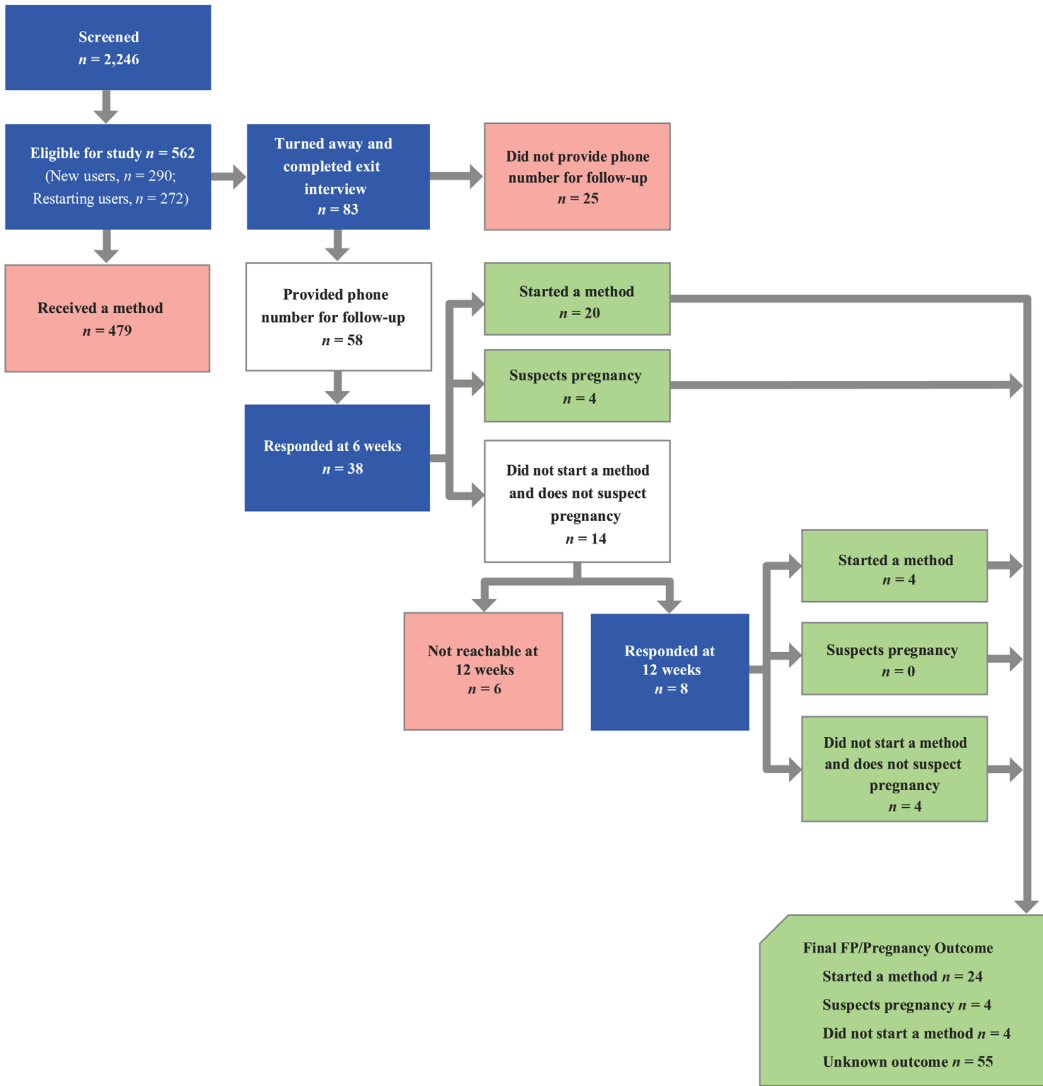 Screened
n = 2,246
Eligible for study n = 562
(New users, n = 290;
Restarting users, n = 272)
Turned away and
completed exit
interview
n = 83
Did not provide phone
number for follow-up
n = 25
Received a method
n = 479
Provided phone
number for follow-up
n = 58
Started a method
n = 20
Suspects pregnancy
n = 4
Responded at 6 weeks
n = 38
Did not start a method
and does not suspect
pregnancy
n = 14
Not reachable at
12 weeks
n = 6
Responded at
12 weeks
n = 8
Started a method
n = 4
Suspects pregnancy
n = 0
Did not start a method
and does not suspect
pregnancy
n = 4
Final FP/Pregnancy Outcome
Started a method n = 24
Suspects pregnancy n = 4
Did not start a method n = 4
Unknown outcome n = 55